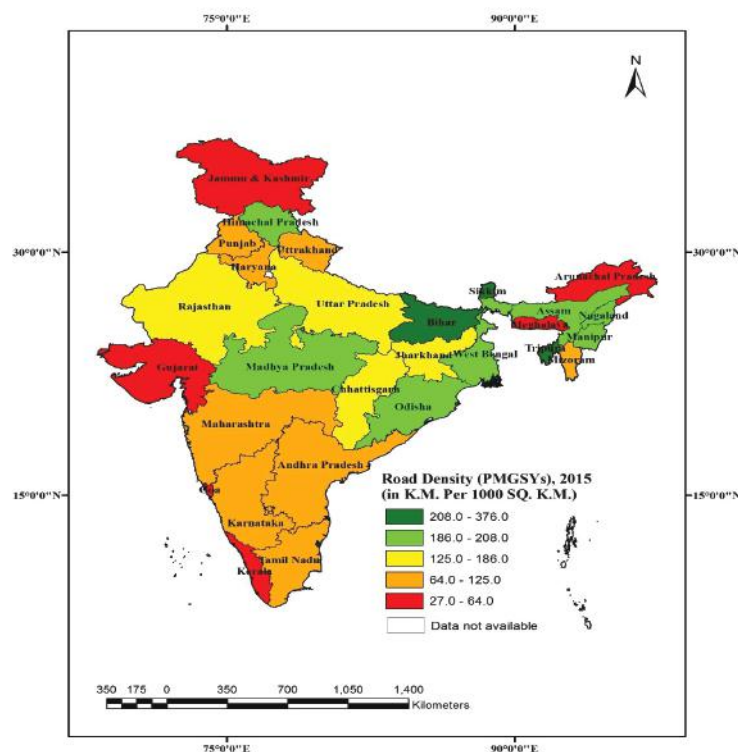 75°0'0"E 90°0'0"E
N
Jammu & Kashmir
Himachal Pradesh
Punjab
Uttrakhand
30°0'0"N 30°0'0"N
Haryana
Arunachal Pradesh
Sikkim
Rajasthan
Uttar Pradesh
Assam
Nagaland
Bihar
Meghalaya
Manipur
Tripura
Jharkhand
West Bengal
Mizoram
Gujarat
Madhya Pradesh
Chhattisgarh
Odisha
Maharashtra
Andhra Pradesh
Goa
15°0'0"N 15°0'0"N
Karnataka
Kerala
Tamil Nadu
Road Density (PMGSYs), 2015
(in K.M. Per 1000 SQ. K.M.)
208.0 - 376.0
186.0 - 208.0
125.0 - 186.0
64.0 - 125.0
27.0 - 64.0
Data not available
350 175 0 350 700 1,050 1,400
Kilometers
75°0'0"E 90°0'0"E